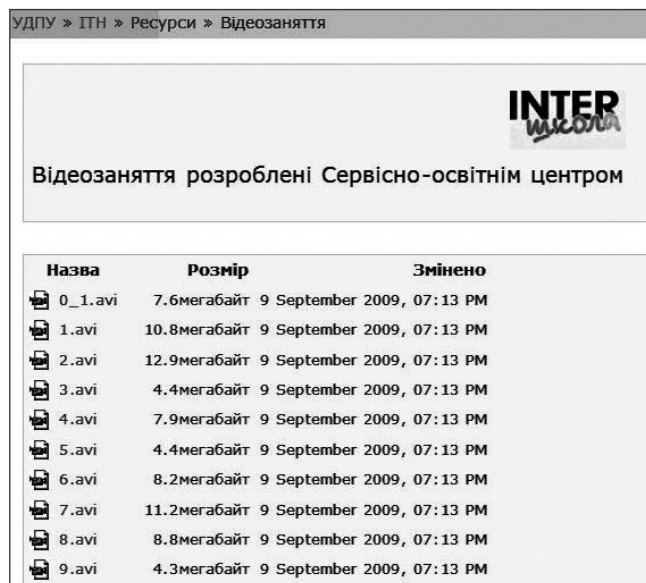 УДПУ » ІТН » Ресурси » Відеозаняття
INTER
школа
Відеозаняття розроблені Сервісно-освітнім центром
Назва Розмір Змінено
0_1.avi 7.6мегабайт 9 September 2009, 07:13 PM
1.avi 10.8мегабайт 9 September 2009, 07:13 PM
2.avi 12.9мегабайт 9 September 2009, 07:13 PM
3.avi 4.4мегабайт 9 September 2009, 07:13 PM
4.avi 7.9мегабайт 9 September 2009, 07:13 PM
5.avi 4.4мегабайт 9 September 2009, 07:13 PM
6.avi 8.2мегабайт 9 September 2009, 07:13 PM
7.avi 11.2мегабайт 9 September 2009, 07:13 PM
8.avi 8.8мегабайт 9 September 2009, 07:13 PM
9.avi 4.3мегабайт 9 September 2009, 07:13 PM